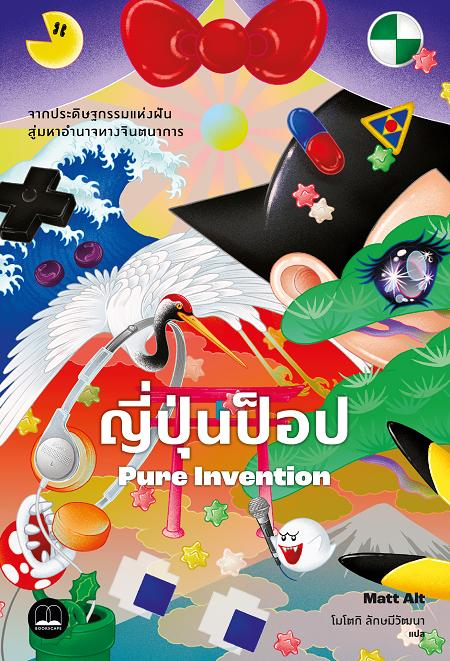 จากประดิษฐกรรมแห่งฝัน
สู่มหาอำนาจทางจินตนาการ
ญี่ปุ่นป็อป
Pure Invention
Matt Alt
โมโตกิ ลักษมีวัฒนา
แปล
BOOKSCAPE